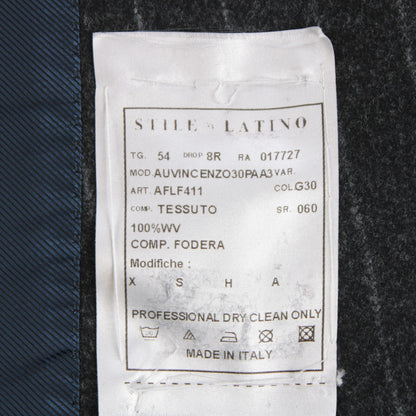 STILE LATINO
TG. 54 DROP 8R RA 017727
MOD. AUVINCENZO30PAA3 VAR.
ART. AFLF411 COL. G30
COMP. TESSUTO SR. 060
100%WV
COMP. FODERA
Modifiche :
X S H A
PROFESSIONAL DRY CLEAN ONLY
MADE IN ITALY